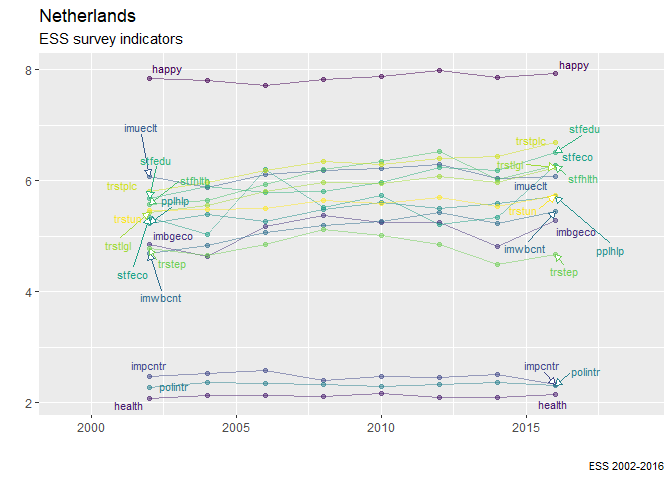 Netherlands
ESS survey indicators
8
happy
happy
imueclt
trstplc
stfedu
stfedu
stfeco
trstlgl
stfhlth
stfhlth
trstplc
imueclt
6
pplhlp
trstun
trstun
imbgeco
imbgeco
trstlgl
imwbcnt
pplhlp
trstep
stfeco
trstep
imwbcnt
4
impcntr
impcntr
polintr
polintr
health
health
2
2000 2005 2010 2015
ESS 2002-2016